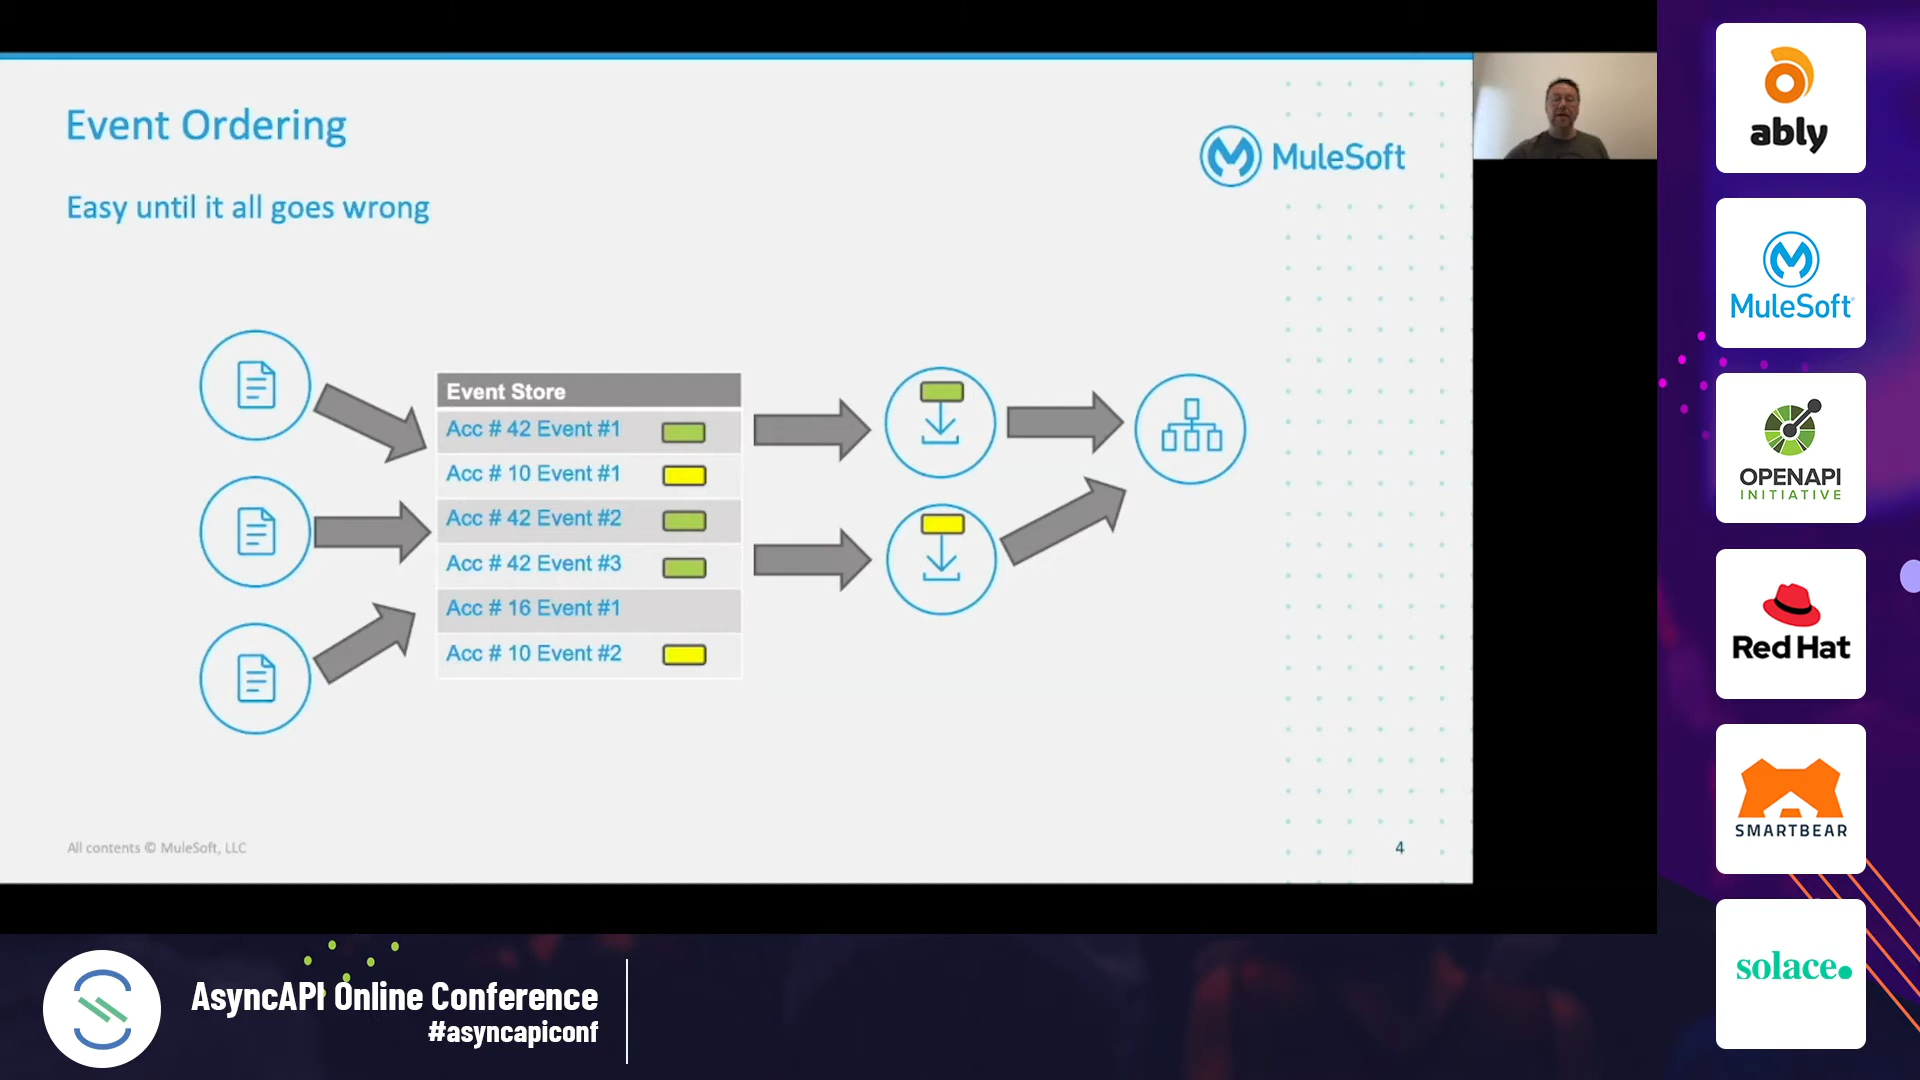 Event Ordering
Easy until it all goes wrong
MuleSoft
Event Store
Acc # 42 Event #1
Acc # 10 Event #1
Acc # 42 Event #2
Acc # 42 Event #3
Acc # 16 Event #1
Acc # 10 Event #2
All contents © MuleSoft, LLC
4
ably
MuleSoft
OPENAPI
INITIATIVE
Red Hat
SMARTBEAR
solace.
AsyncAPI Online Conference
#asyncapiconf